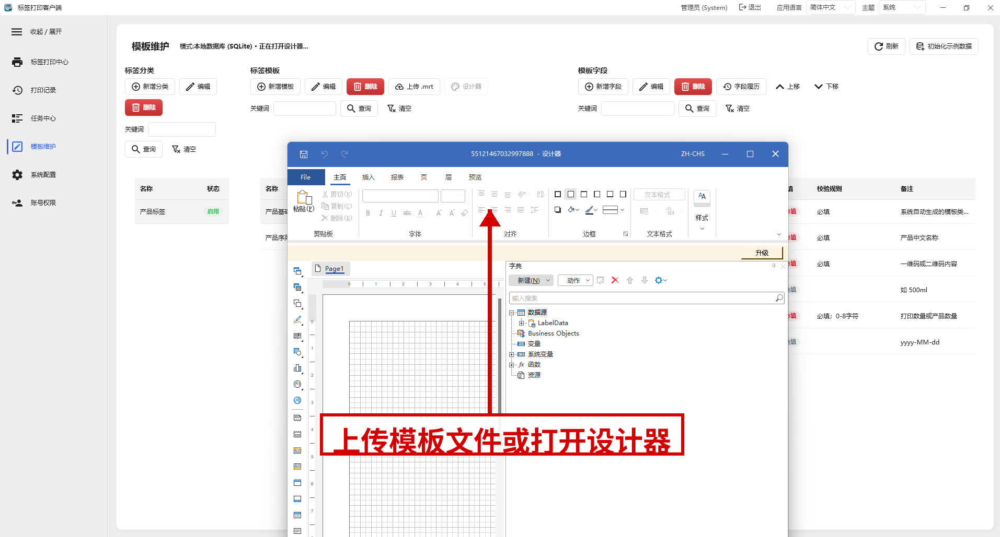 标签打印客户端
管理员 (System)
退出
应用语言
简体中文
主题
系统
收起 / 展开
标签打印中心
打印记录
任务中心
模板维护
系统配置
账号权限
模板维护
模式:本地数据库 (SQLite) • 正在打开设计器...
刷新
初始化示例数据
标签分类
新增分类
编辑
删除
关键词
查询
清空
名称
状态
产品标签
启用
标签模板
新增模板
编辑
删除
上传 .mrt
设计器
关键词
查询
清空
名称
模板字段
新增字段
编辑
删除
字段履历
上移
下移
关键词
查询
清空
校验规则
备注
必填
系统自动生成的模板类...
必填
产品中文名称
必填
一维码或二维码内容
如 500ml
必填；0-8字符
打印数量或产品数量
yyyy-MM-dd
55121467032997888 - 设计器
ZH-CHS
File
主页
插入
报表
页
层
预览
粘贴(P)
剪切(U)
复制(C)
删除(D)
剪贴板
B I U abc A A A
字体
对齐
边框
文本格式
文本格式
AA
样式
升级
Page1
0 1 2 3 4 5
0
1
2
3
4
5
6
7
字典
新建(N)
动作
输入搜索
数据源
LabelData
Business Objects
变量
系统变量
函数
资源
上传模板文件或打开设计器